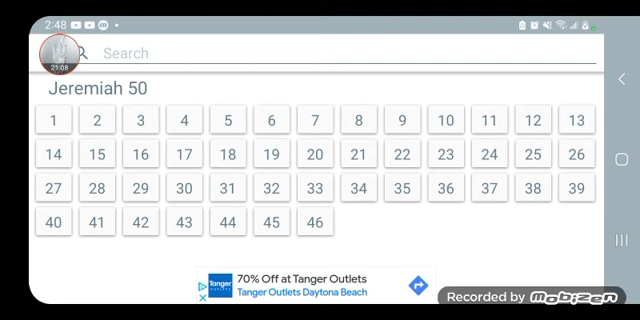 2:48
Search
21:08
Jeremiah 50
1 2 3 4 5 6 7 8 9 10 11 12 13
14 15 16 17 18 19 20 21 22 23 24 25 26
27 28 29 30 31 32 33 34 35 36 37 38 39
40 41 42 43 44 45 46
Tanger
OUTLETS
70% Off at Tanger Outlets
Tanger Outlets Daytona Beach
Recorded by Mobizen